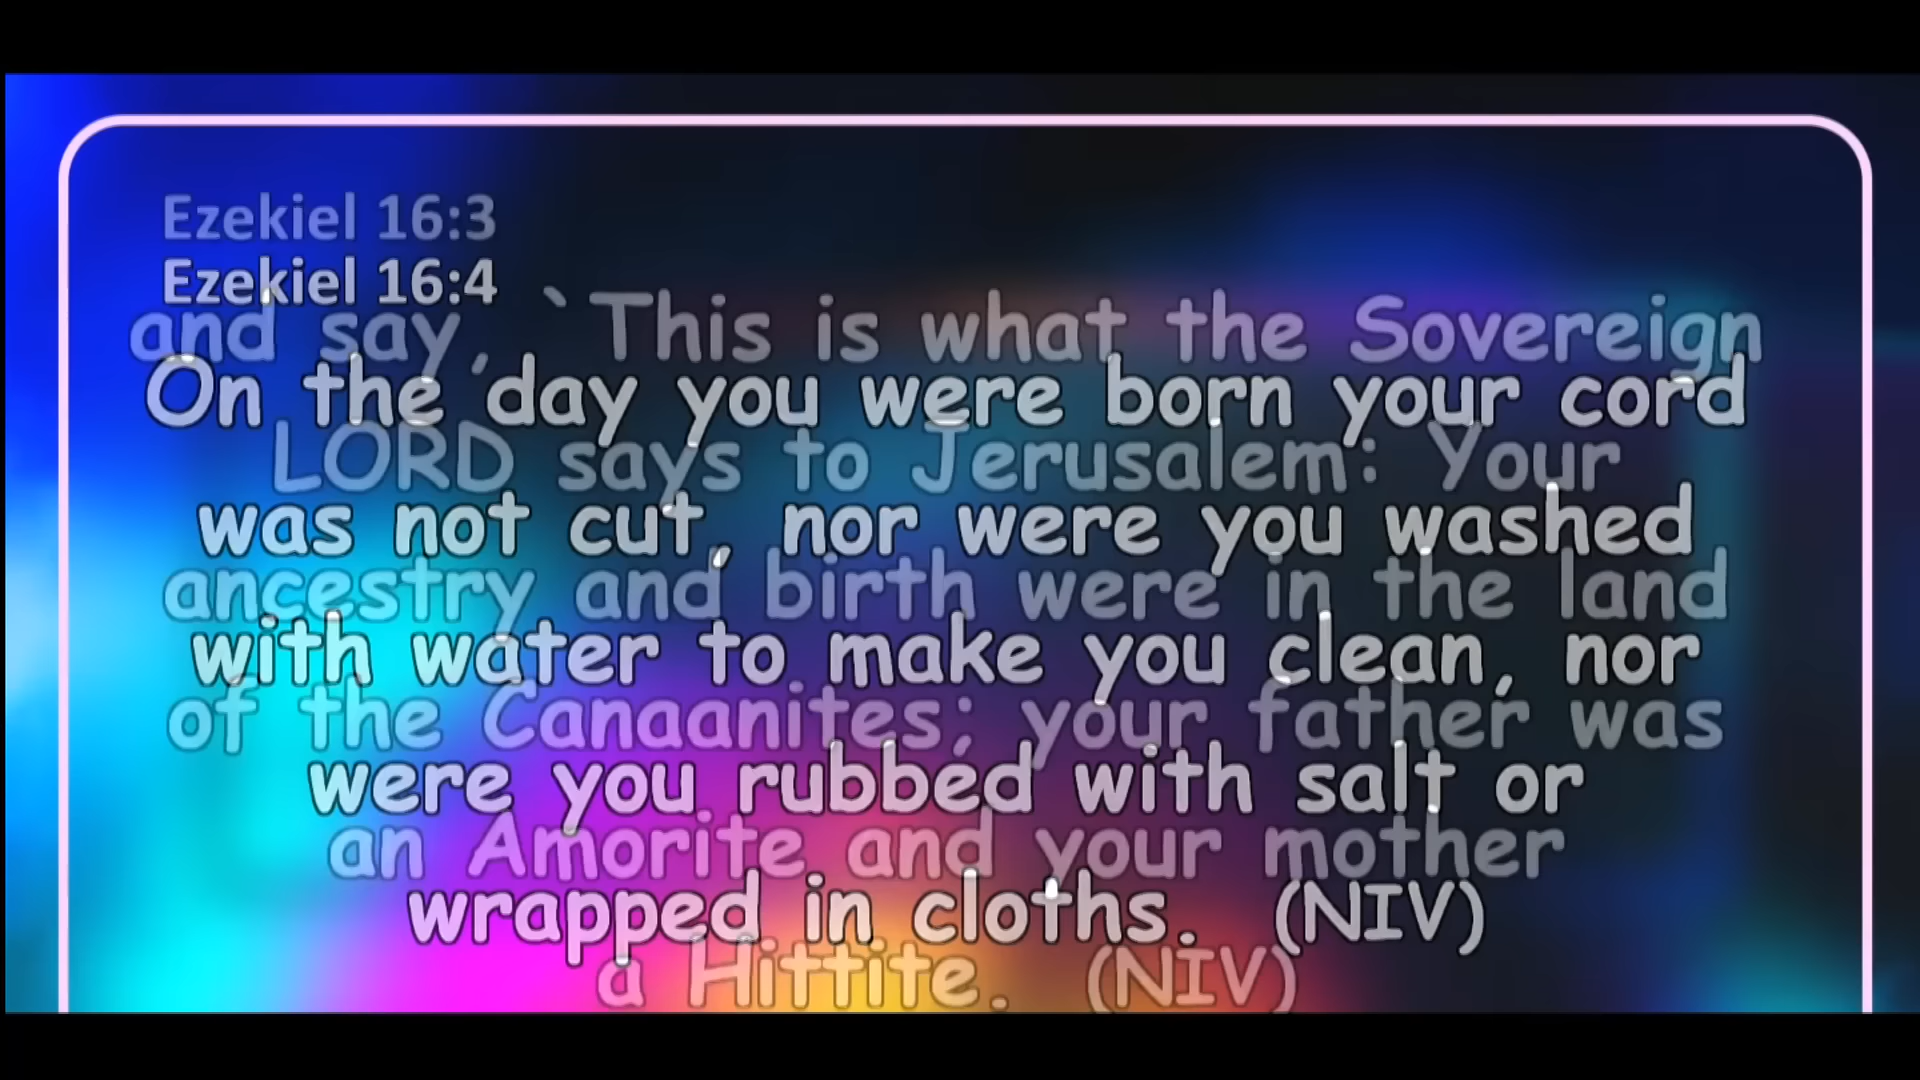 Ezekiel 16:3
Ezekiel 16:4
and say, `This is what the Sovereign
On the day you were born your cord
LORD says to Jerusalem: Your
was not cut, nor were you washed
ancestry and birth were in the land
with water to make you clean, nor
of the Canaanites; your father was
were you rubbed with salt or
an Amorite and your mother
wrapped in cloths. (NIV)
a Hittite. (NIV)